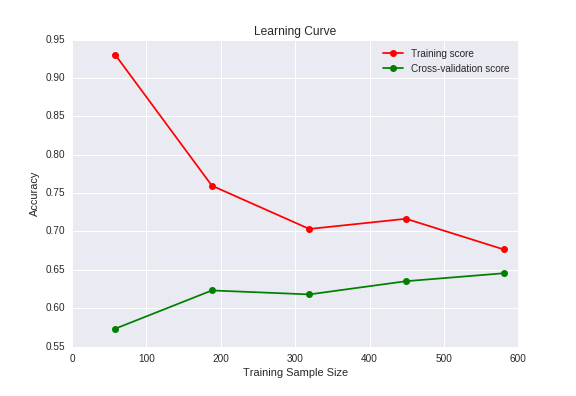 Learning Curve
Training score
Cross-validation score
0.95
0.90
0.85
0.80
0.75
0.70
0.65
0.60
0.55
Accuracy
0 100 200 300 400 500 600
Training Sample Size